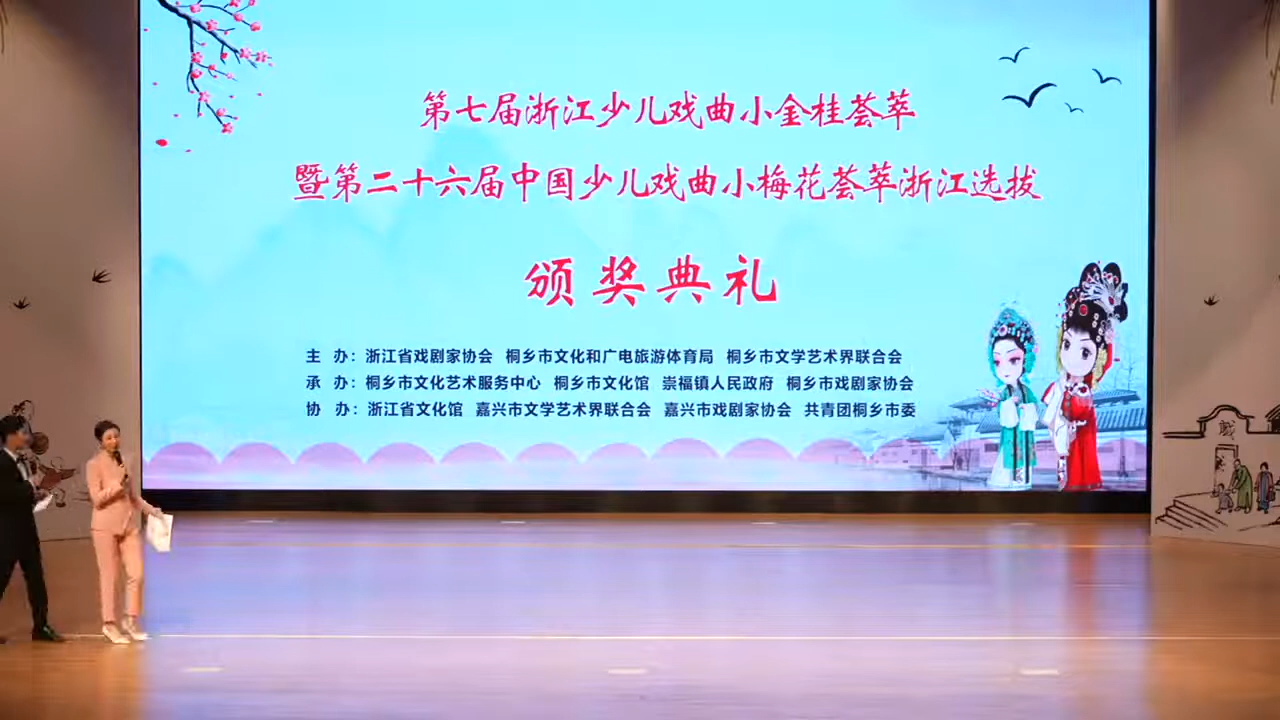 第七届浙江少儿戏曲小金桂荟萃
暨第二十六届中国少儿戏曲小梅花荟萃浙江选拔
颁奖典礼
主 办：浙江省戏剧家协会 桐乡市文化和广电旅游体育局 桐乡市文学艺术界联合会
承 办：桐乡市文化艺术服务中心 桐乡市文化馆 崇福镇人民政府 桐乡市戏剧家协会
协 办：浙江省文化馆 嘉兴市文学艺术界联合会 嘉兴市戏剧家协会 共青团桐乡市委